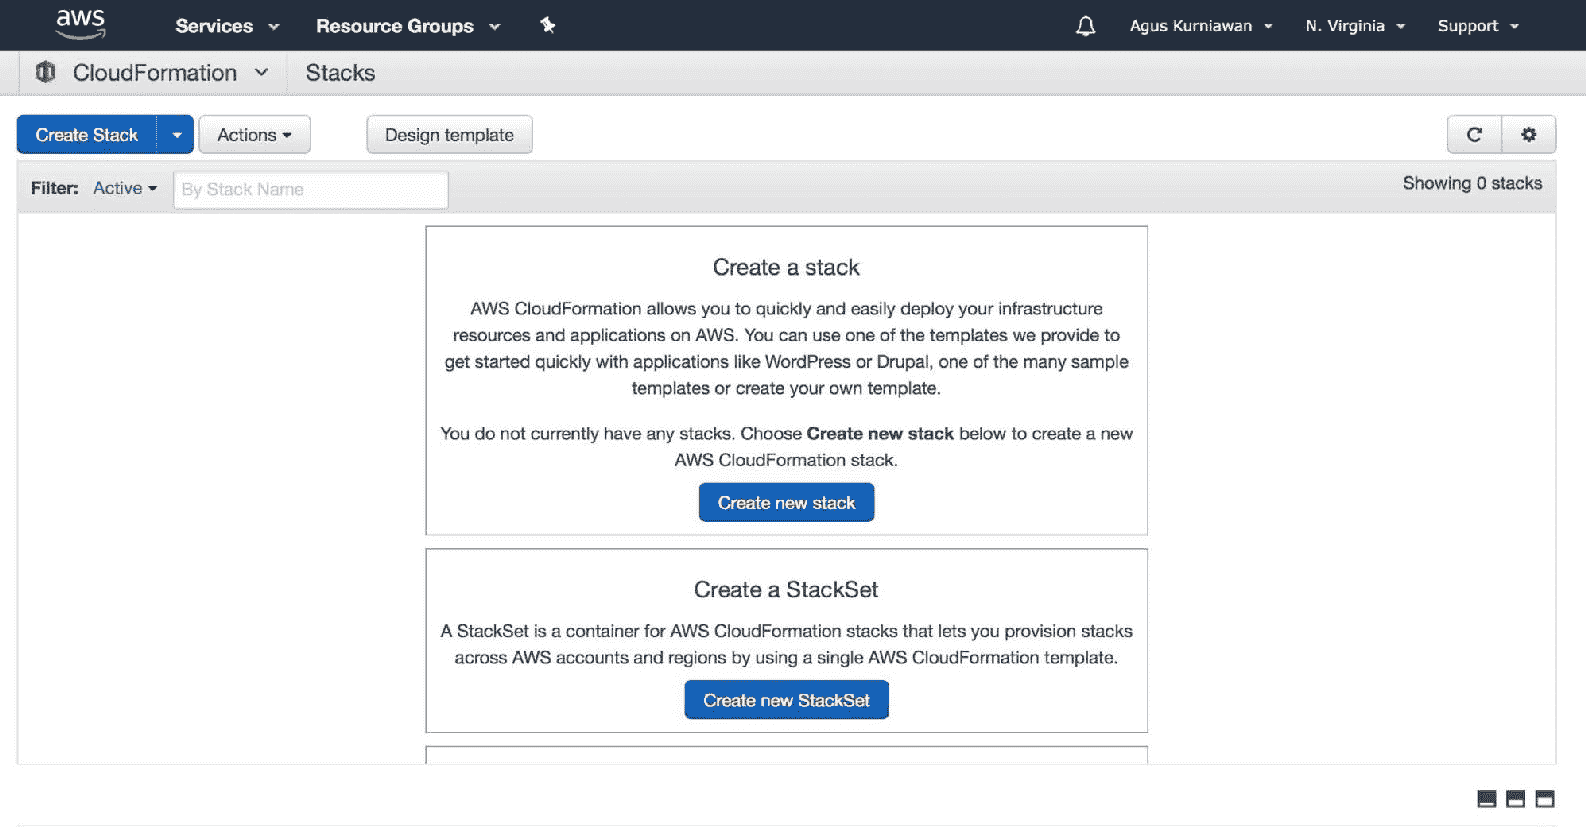 aws Services Resource Groups Agus Kurniawan N. Virginia Support
CloudFormation Stacks
Create Stack Actions Design template
Filter: Active By Stack Name Showing 0 stacks
Create a stack
AWS CloudFormation allows you to quickly and easily deploy your infrastructure
resources and applications on AWS. You can use one of the templates we provide to
get started quickly with applications like WordPress or Drupal, one of the many sample
templates or create your own template.
You do not currently have any stacks. Choose Create new stack below to create a new
AWS CloudFormation stack.
Create new stack
Create a StackSet
A StackSet is a container for AWS CloudFormation stacks that lets you provision stacks
across AWS accounts and regions by using a single AWS CloudFormation template.
Create new StackSet